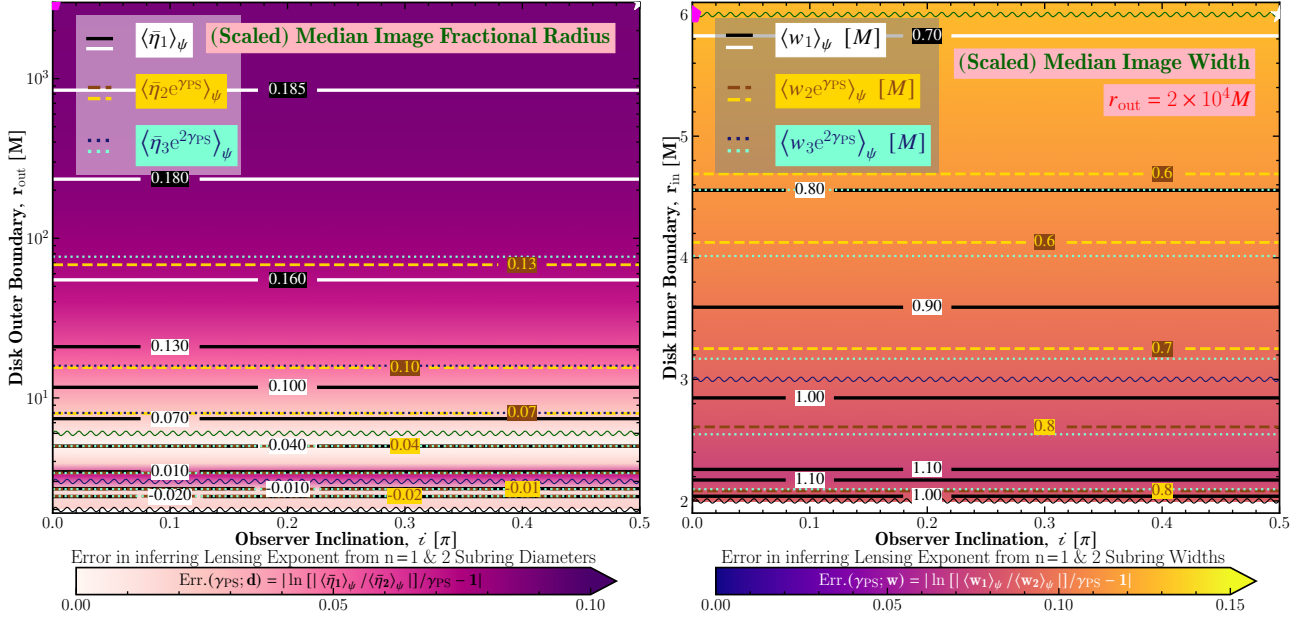 (Scaled) Median Image Fractional Radius
⟨η̄₁⟩ψ
⟨η̄₂e^γPS⟩ψ
⟨η̄₃e^2γPS⟩ψ
0.185
0.180
0.13
0.160
0.130
0.10
0.100
0.07
0.070
0.040
0.04
0.010
-0.010
-0.01
-0.020
-0.02
10³
10²
10¹
Disk Outer Boundary, r_out [M]
0.0 0.1 0.2 0.3 0.4 0.5
Observer Inclination, i [π]
Error in inferring Lensing Exponent from n = 1 & 2 Subring Diameters
Err.(γPS; d) = | ln [| ⟨η̄₁⟩ψ / ⟨η̄₂⟩ψ |]/γPS − 1|
0.00 0.05 0.10
⟨w₁⟩ψ [M]
0.70
(Scaled) Median Image Width
⟨w₂e^γPS⟩ψ [M]
r_out = 2 × 10⁴M
⟨w₃e^2γPS⟩ψ [M]
0.6
0.80
0.6
0.90
0.7
1.00
0.8
1.10
1.10
0.8
1.00
6
5
4
3
2
Disk Inner Boundary, r_in [M]
0.0 0.1 0.2 0.3 0.4 0.5
Observer Inclination, i [π]
Error in inferring Lensing Exponent from n = 1 & 2 Subring Widths
Err.(γPS; w) = | ln [| ⟨w₁⟩ψ / ⟨w₂⟩ψ |]/γPS − 1|
0.00 0.05 0.10 0.15